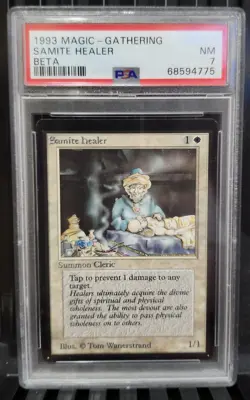 1993 MAGIC - GATHERING
NM
SAMITE HEALER
7
BETA
PSA
68594775
Samite Healer
1
Summon Cleric
Tap to prevent 1 damage to any
target.
Healers ultimately acquire the divine
gifts of spiritual and physical
wholeness. The most devout are also
granted the ability to pass physical
wholeness on to others.
Illus. © Tom Wänerstrand
1/1